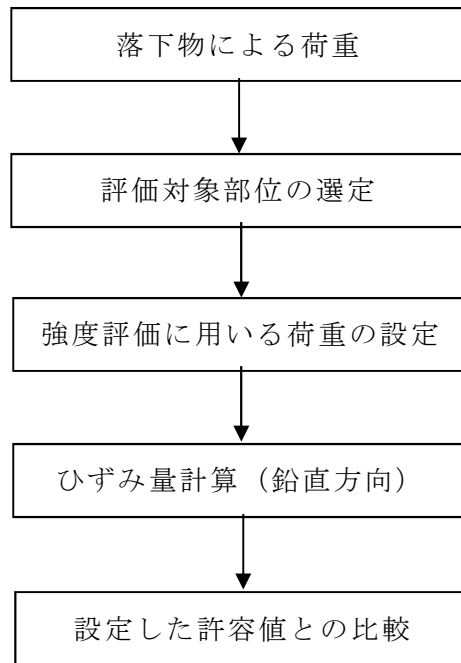 落下物による荷重
評価対象部位の選定
強度評価に用いる荷重の設定
ひずみ量計算（鉛直方向）
設定した許容値との比較